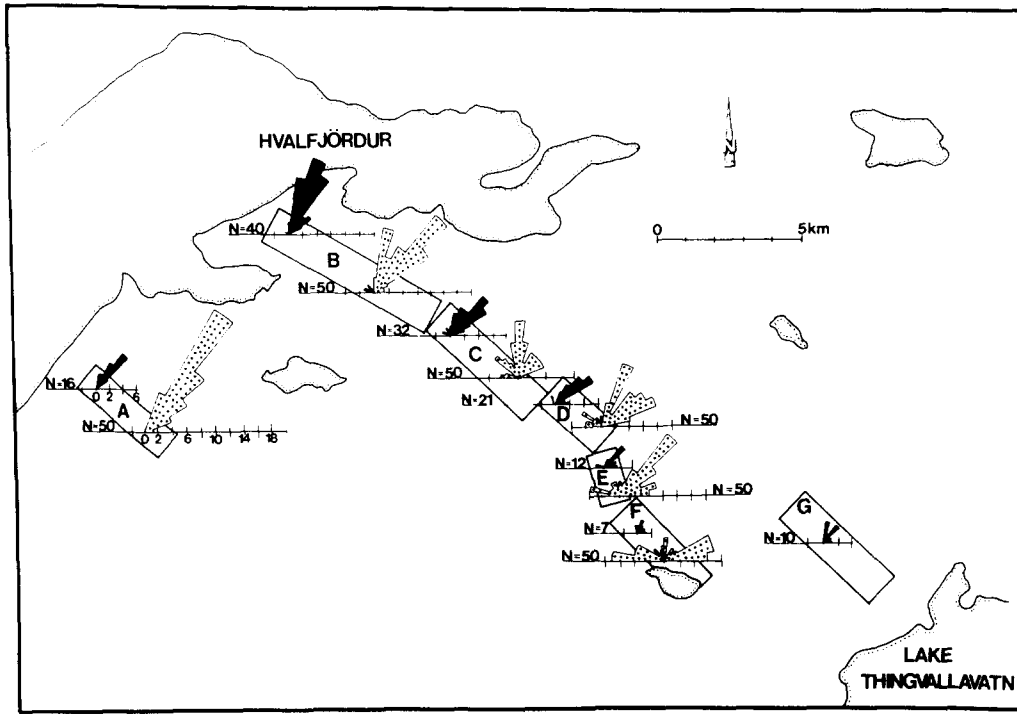 HVALFJÖRDUR
N
0 5km
N=40
B
N=50
N=32
C
N=50
N=21
N=16
0 2 6
A
N=50
0 2 6 10 14 18
D
N=50
N=12
E
N=50
F
N=7
N=50
G
N=10
LAKE
THINGVALLAVATN